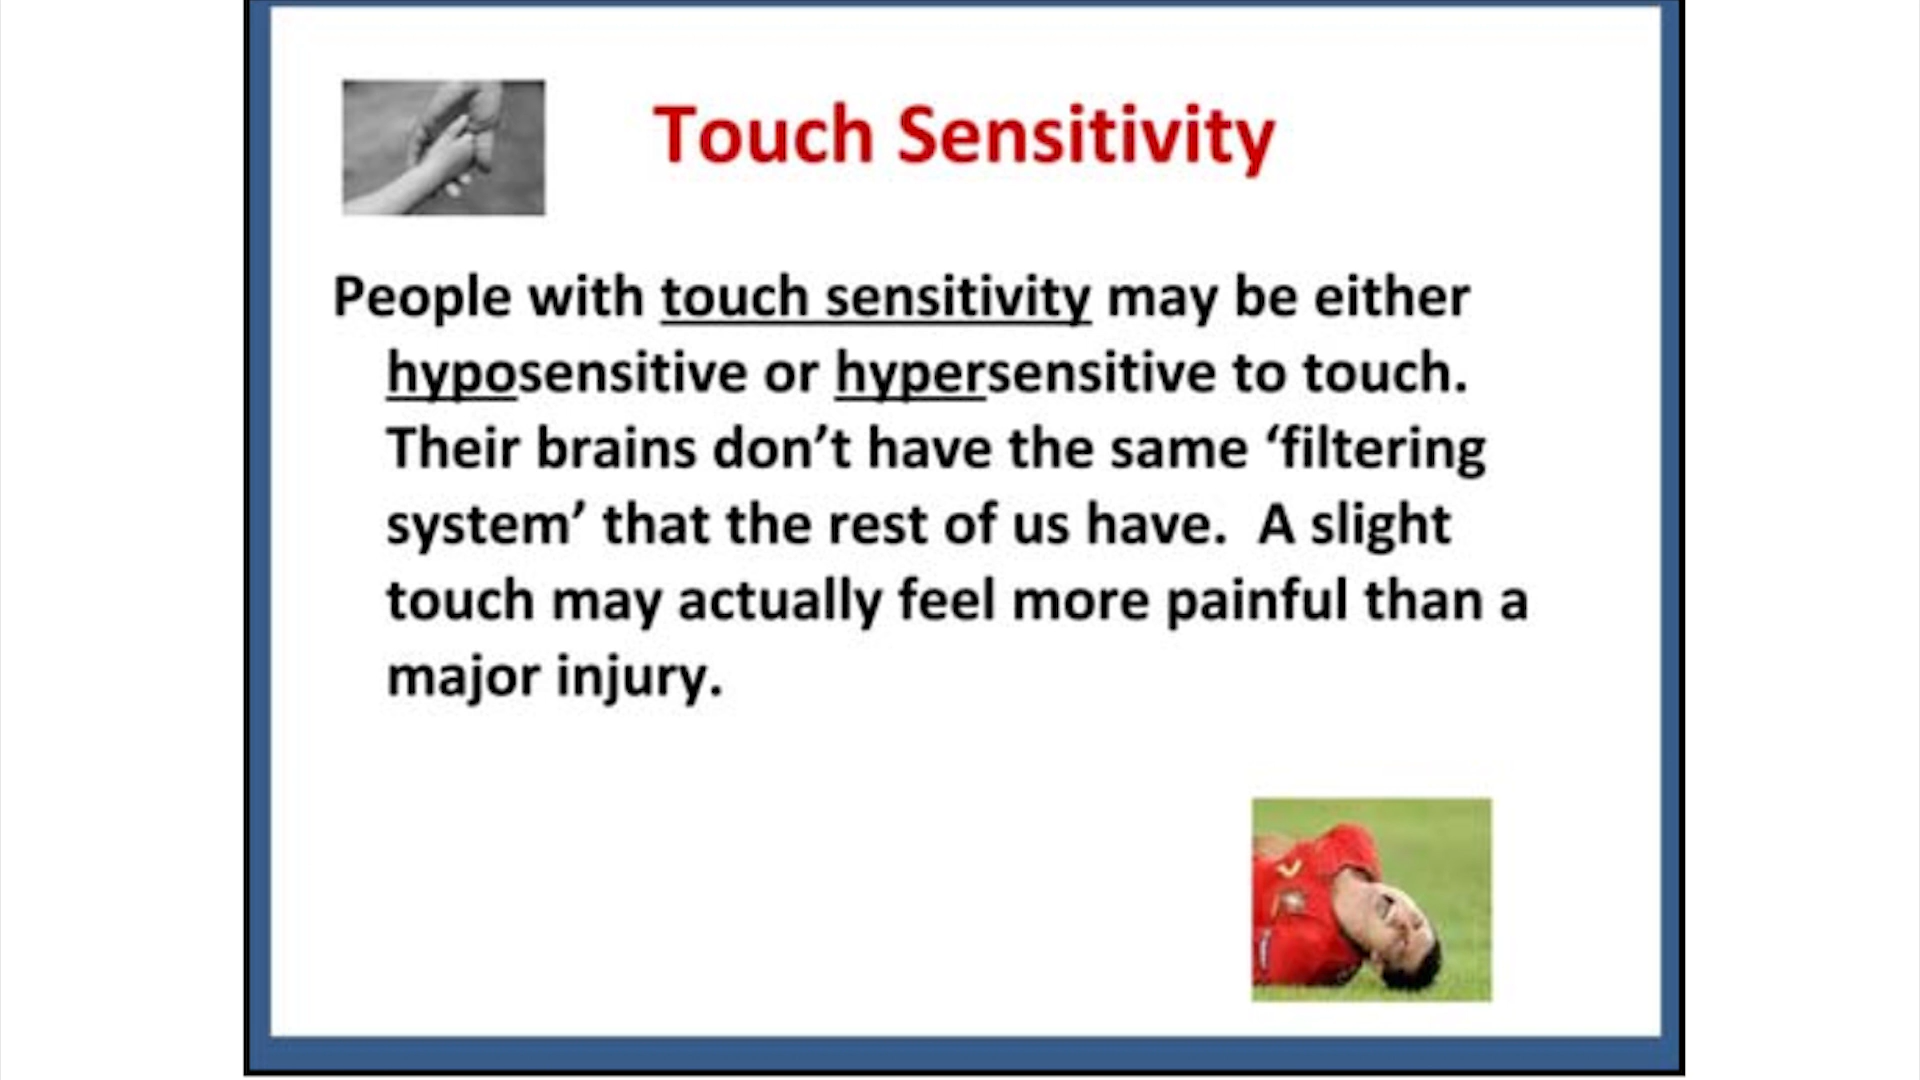 Touch Sensitivity
People with touch sensitivity may be either
hyposensitive or hypersensitive to touch.
Their brains don’t have the same ‘filtering
system’ that the rest of us have.  A slight
touch may actually feel more painful than a
major injury.